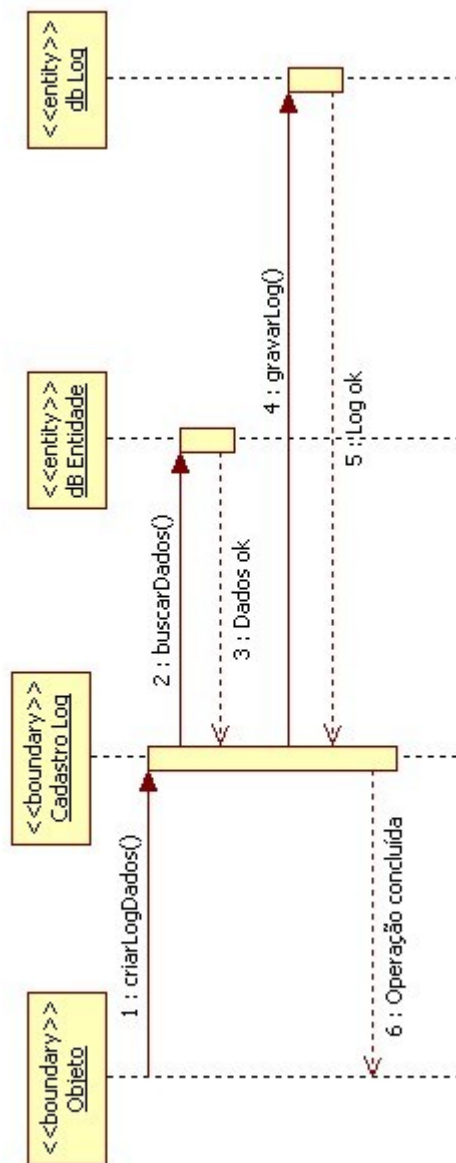 <<boundary>>
Objeto
<<boundary>>
Cadastro Log
<<entity>>
dB Entidade
<<entity>>
db Log
1 : criarLogDados()
2 : buscarDados()
3 : Dados ok
4 : gravarLog()
5 : Log ok
6 : Operação concluída